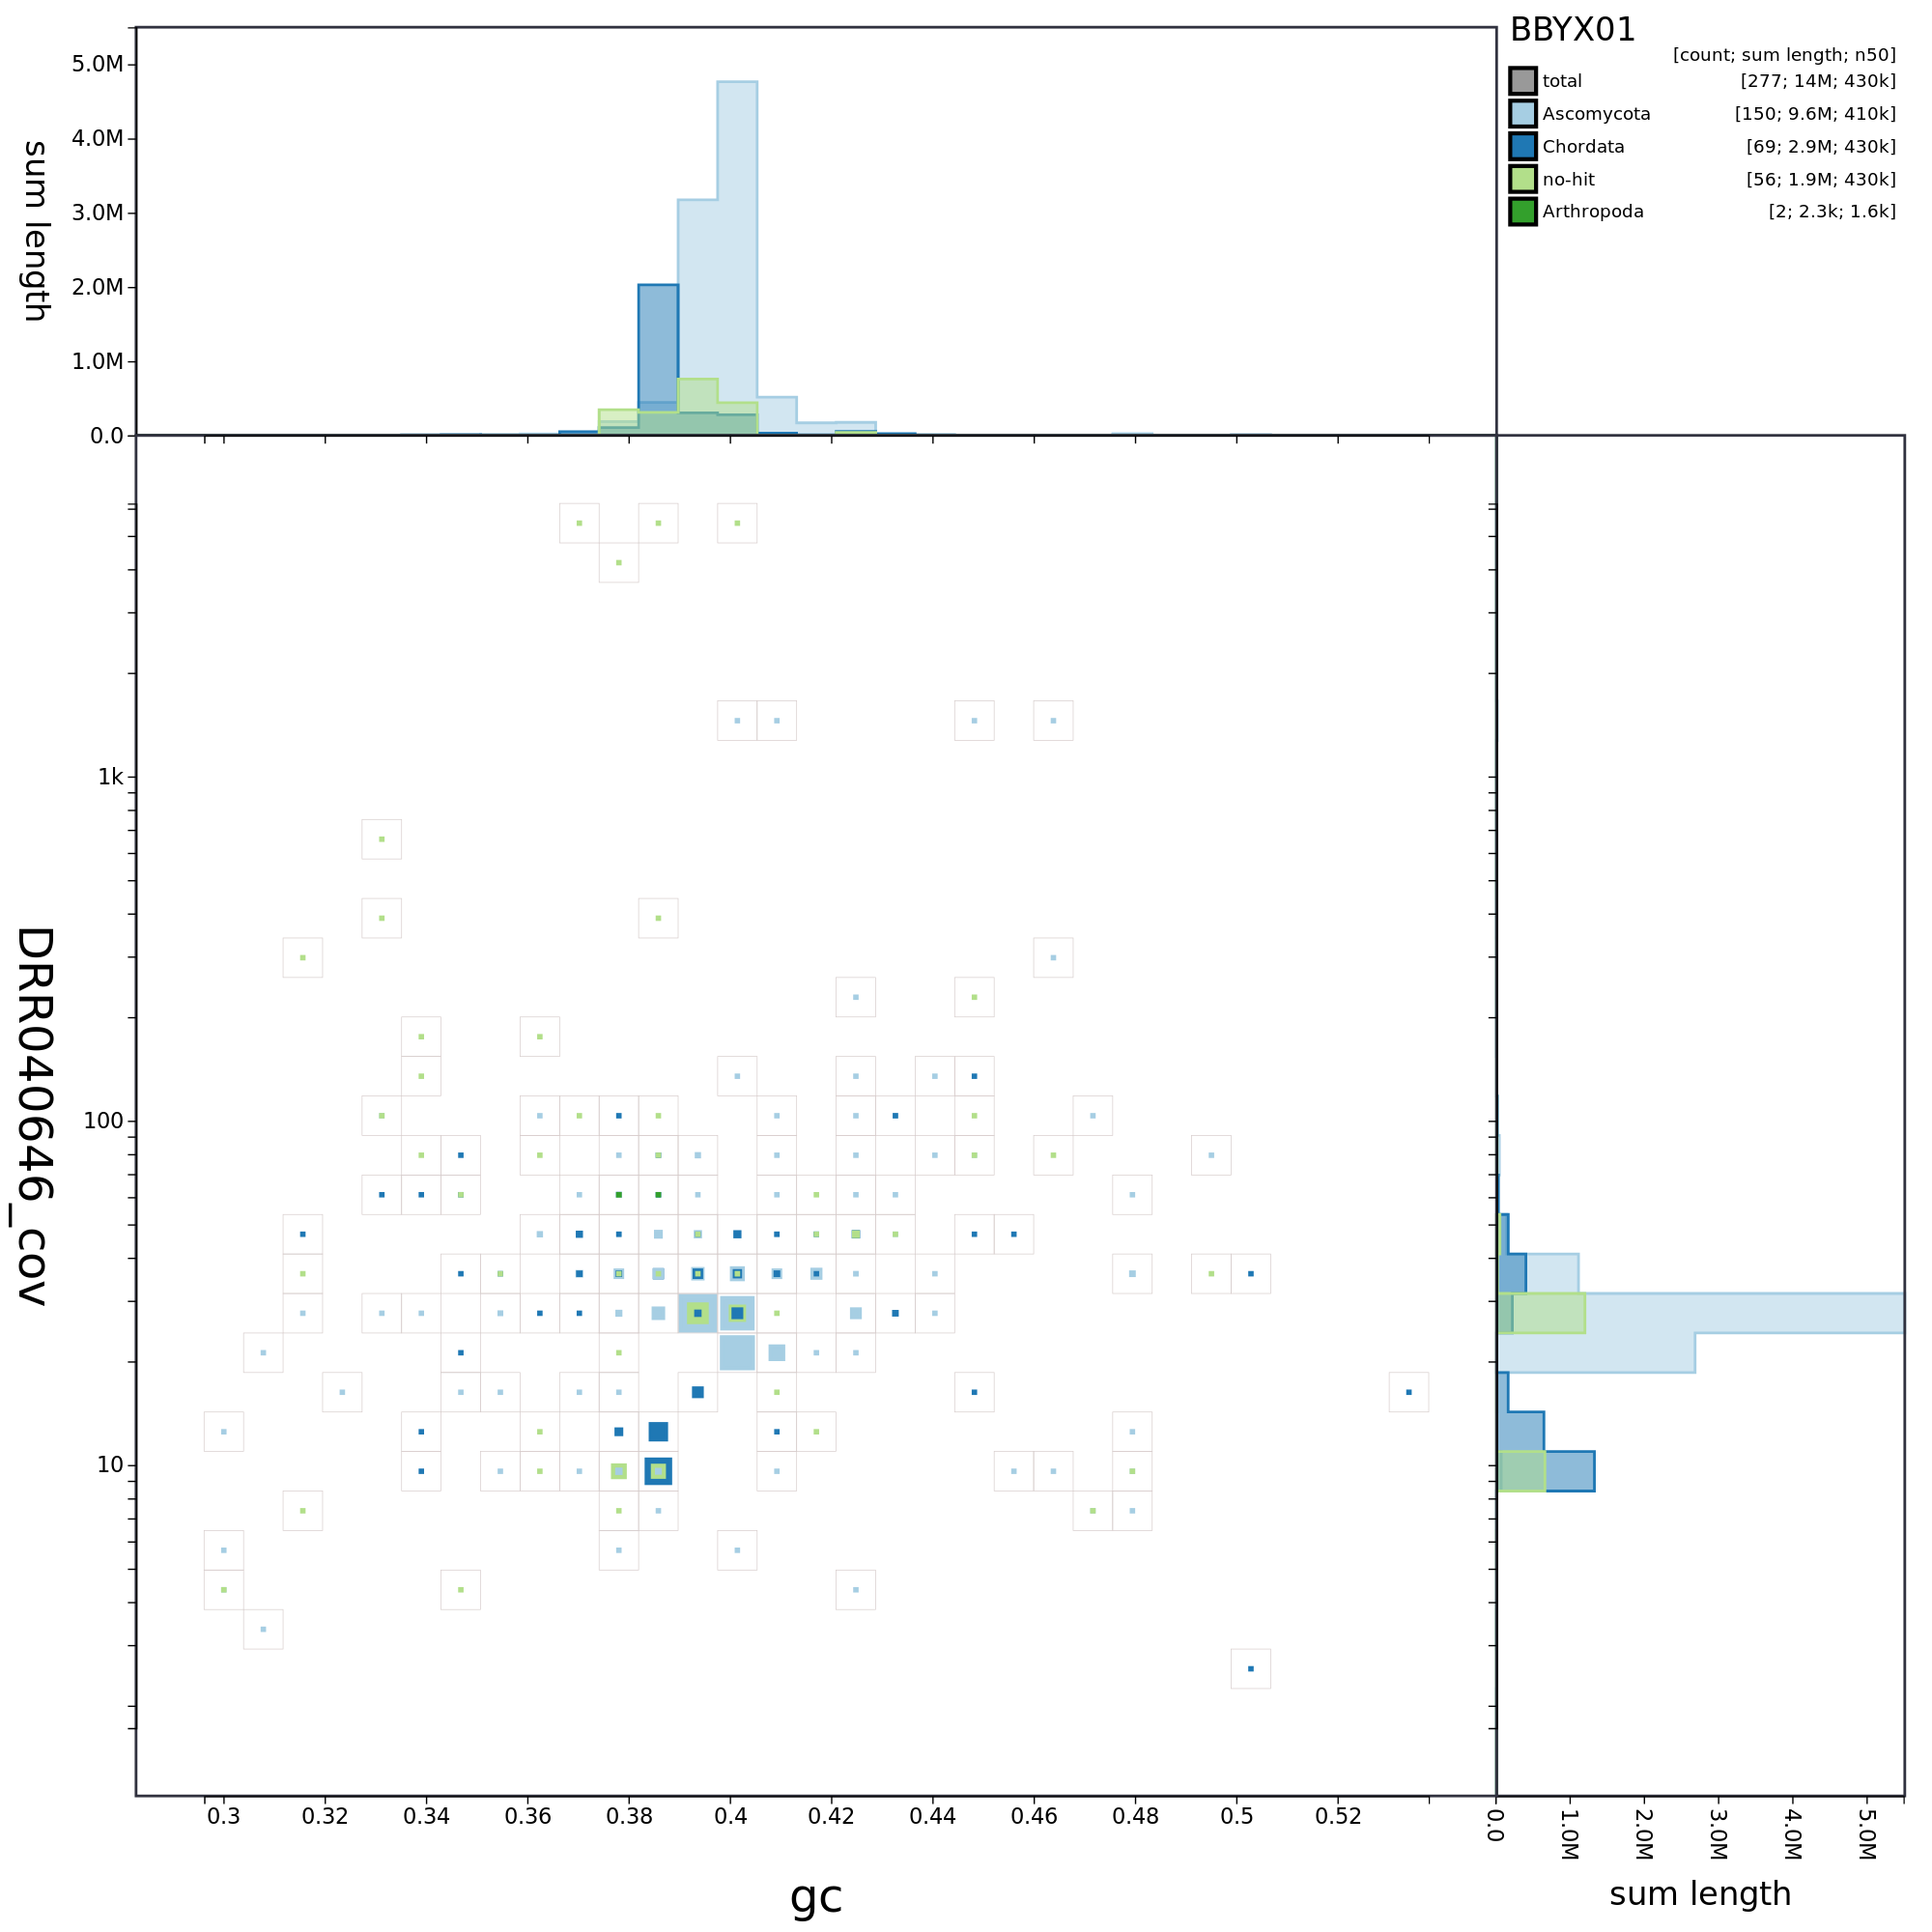 BBYX01
[count; sum length; n50]
total [277; 14M; 430k]
Ascomycota [150; 9.6M; 410k]
Chordata [69; 2.9M; 430k]
no-hit [56; 1.9M; 430k]
Arthropoda [2; 2.3k; 1.6k]
sum length
5.0M
4.0M
3.0M
2.0M
1.0M
0.0
DRR040646_cov
1k
100
10
0.3 0.32 0.34 0.36 0.38 0.4 0.42 0.44 0.46 0.48 0.5 0.52
gc
0.0 1.0M 2.0M 3.0M 4.0M 5.0M
sum length